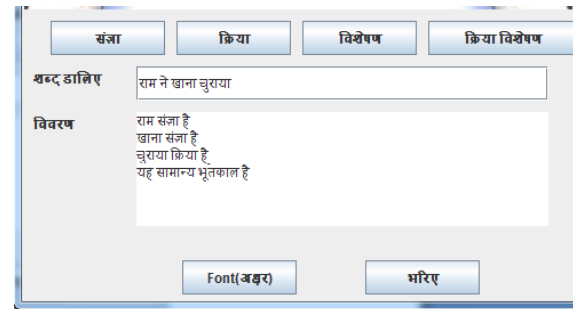 संज्ञा क्रिया विशेषण क्रिया विशेषण
शब्द डालिए राम ने खाना चुराया
विवरण राम संज्ञा है
खाना संज्ञा है
चुराया क्रिया है
यह सामान्य भूतकाल है
Font(अक्षर) भरिए